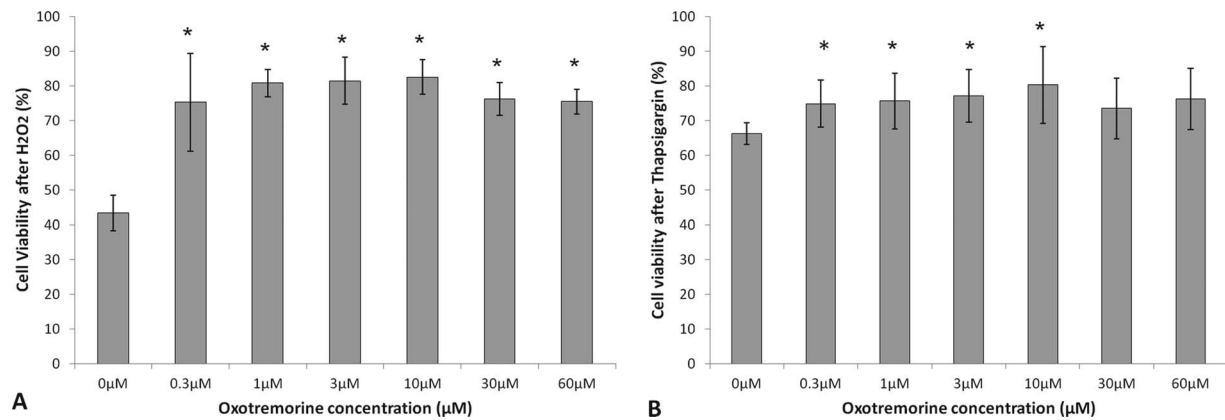 100
90
80
70
60
50
40
30
20
10
0
Cell Viability after H2O2 (%)
* * * * * *
0µM 0.3µM 1µM 3µM 10µM 30µM 60µM
Oxotremorine concentration (µM)
A
100
90
80
70
60
50
40
30
20
10
0
Cell viability after Thapsigargin (%)
* * * *
0µM 0.3µM 1µM 3µM 10µM 30µM 60µM
Oxotremorine concentration (µM)
B